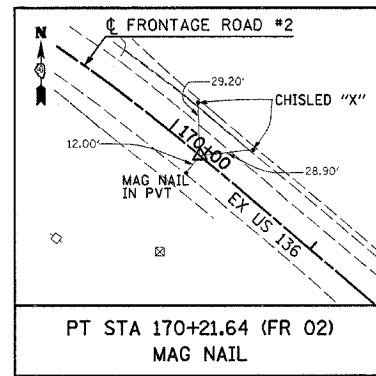 ℄ FRONTAGE ROAD #2
N
29.20'
CHISLED "X"
170+00
12.00'
28.90'
MAG NAIL
IN PVT
EX US 136
PT STA 170+21.64 (FR 02)
MAG NAIL